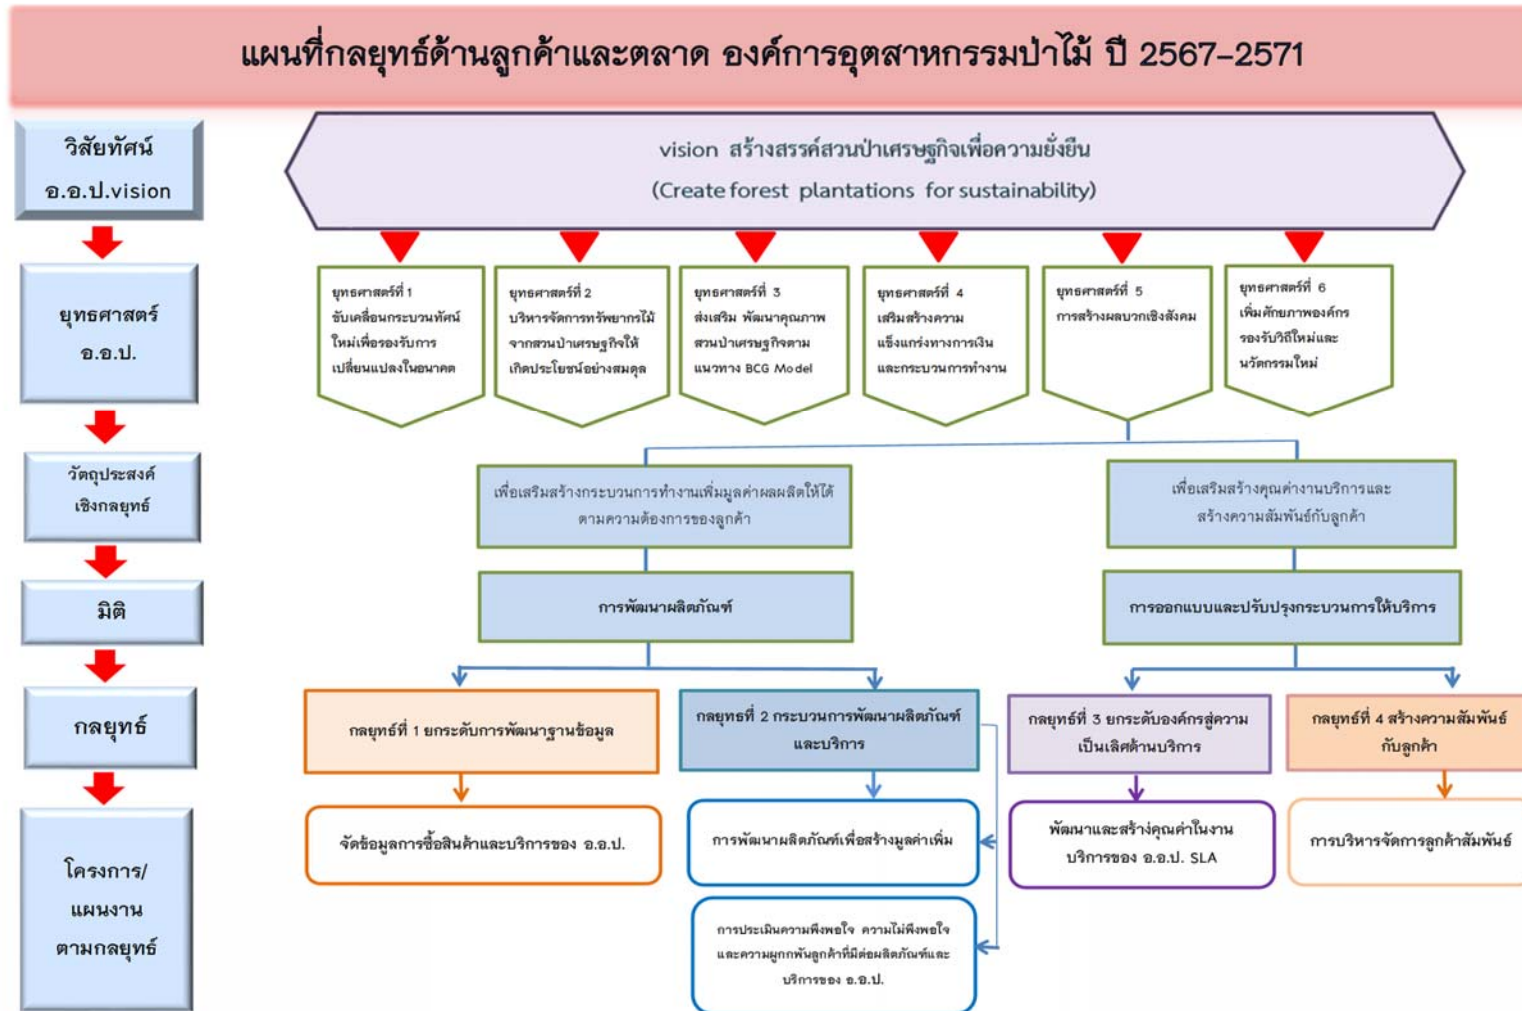 แผนที่กลยุทธ์ด้านลูกค้าและตลาด องค์การอุตสาหกรรมป่าไม้ ปี 2567-2571
วิสัยทัศน์
อ.อ.ป.vision
vision สร้างสรรค์สวนป่าเศรษฐกิจเพื่อความยั่งยืน
(Create forest plantations for sustainability)
ยุทธศาสตร์
อ.อ.ป.
ยุทธศาสตร์ที่ 1
ขับเคลื่อนกระบวนทัศน์
ใหม่เพื่อรองรับการ
เปลี่ยนแปลงในอนาคต
ยุทธศาสตร์ที่ 2
บริหารจัดการทรัพยากรไม้
จากสวนป่าเศรษฐกิจให้
เกิดประโยชน์อย่างสมดุล
ยุทธศาสตร์ที่ 3
ส่งเสริม พัฒนาคุณภาพ
สวนป่าเศรษฐกิจตาม
แนวทาง BCG Model
ยุทธศาสตร์ที่ 4
เสริมสร้างความ
แข็งแกร่งทางการเงิน
และกระบวนการทำงาน
ยุทธศาสตร์ที่ 5
การสร้างผลบวกเชิงสังคม
ยุทธศาสตร์ที่ 6
เพิ่มศักยภาพองค์กร
รองรับวิถีใหม่และ
นวัตกรรมใหม่
วัตถุประสงค์
เชิงกลยุทธ์
เพื่อเสริมสร้างกระบวนการทำงานเพิ่มมูลค่าผลผลิตให้ได้
ตามความต้องการของลูกค้า
เพื่อเสริมสร้างคุณค่างานบริการและ
สร้างความสัมพันธ์กับลูกค้า
มิติ
การพัฒนาผลิตภัณฑ์
การออกแบบและปรับปรุงกระบวนการให้บริการ
กลยุทธ์
กลยุทธ์ที่ 1 ยกระดับการพัฒนาฐานข้อมูล
กลยุทธที่ 2 กระบวนการพัฒนาผลิตภัณฑ์
และบริการ
กลยุทธ์ที่ 3 ยกระดับองค์กรสู่ความ
เป็นเลิศด้านบริการ
กลยุทธ์ที่ 4 สร้างความสัมพันธ์
กับลูกค้า
โครงการ/
แผนงาน
ตามกลยุทธ์
จัดข้อมูลการซื้อสินค้าและบริการของ อ.อ.ป.
การพัฒนาผลิตภัณฑ์เพื่อสร้างมูลค่าเพิ่ม
พัฒนาและสร้างคุณค่าในงาน
บริการของ อ.อ.ป. SLA
การบริหารจัดการลูกค้าสัมพันธ์
การประเมินความพึงพอใจ ความไม่พึงพอใจ
และความผูกพันลูกค้าที่มีต่อผลิตภัณฑ์และ
บริการของ อ.อ.ป.